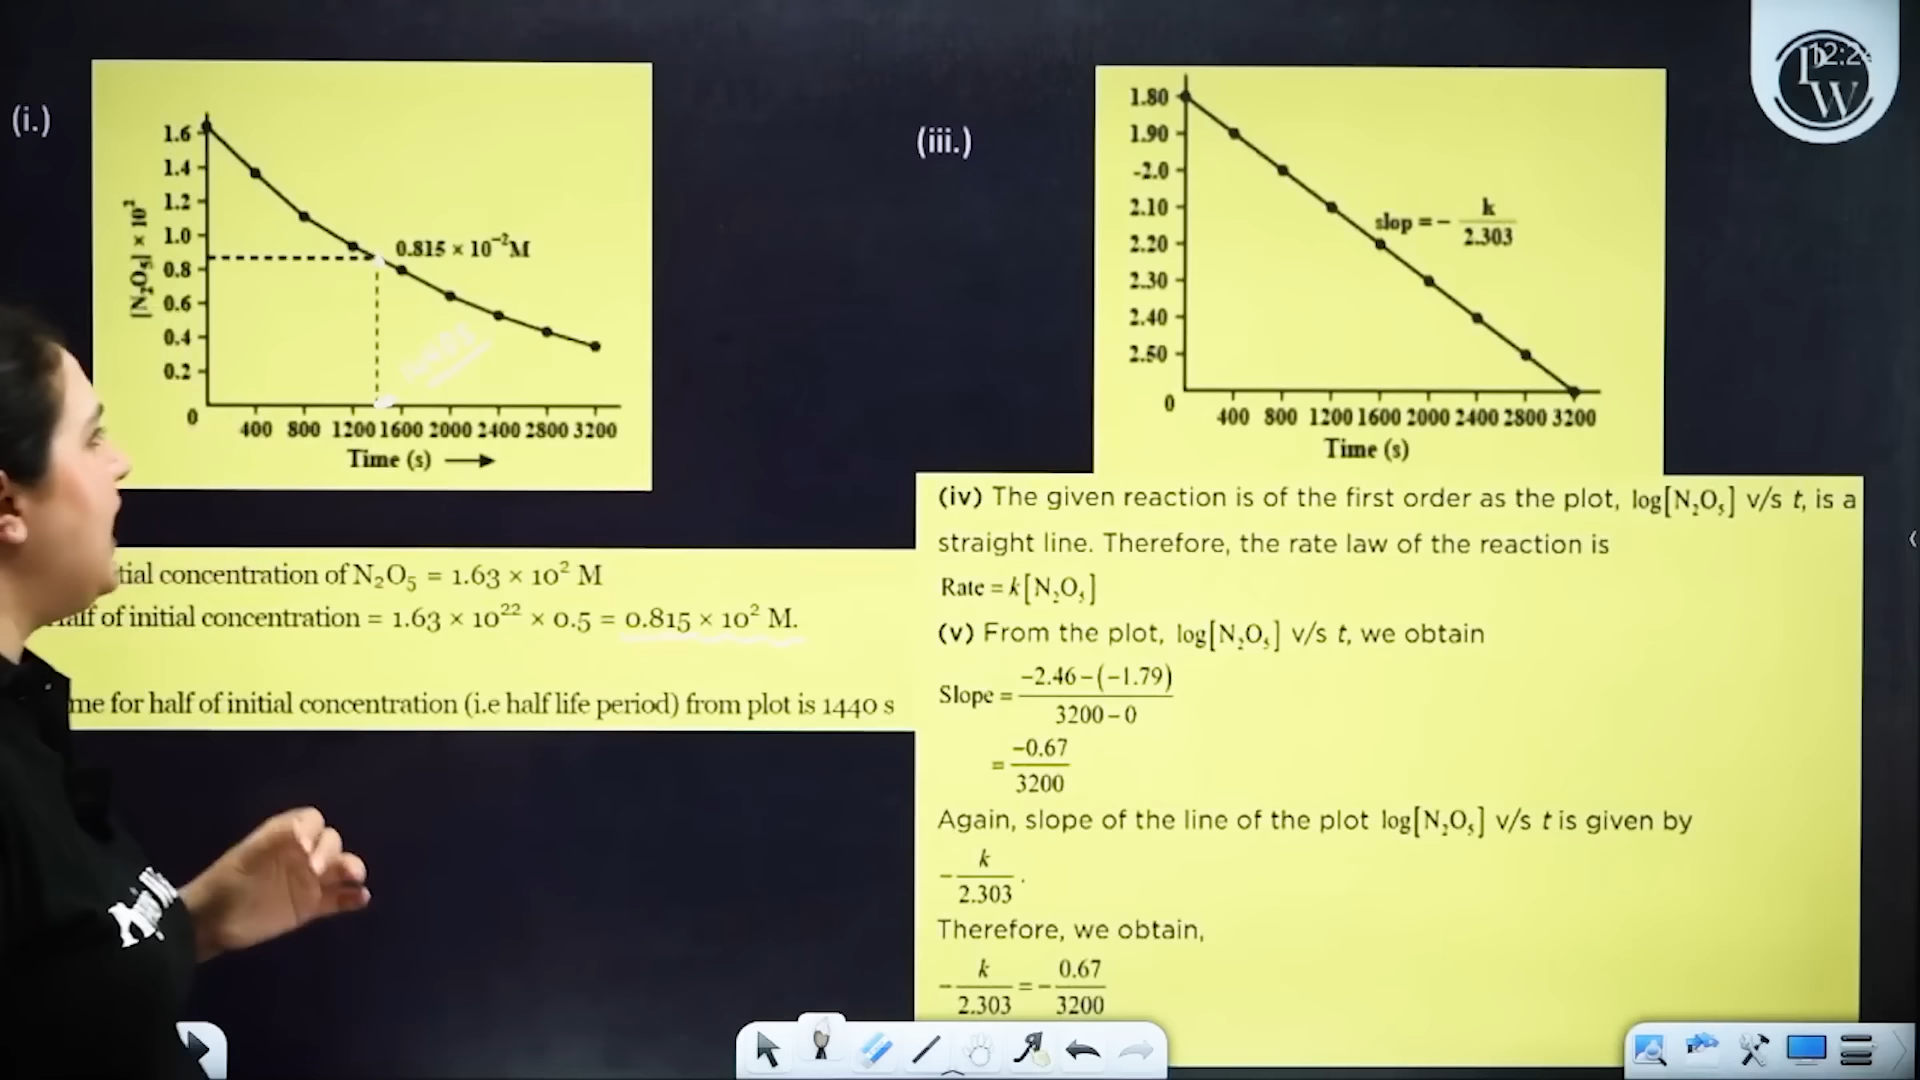 (i.)
1.6
1.4
1.2
1.0
0.8
0.6
0.4
0.2
0
[N₂O₅] × 10²
0.815 × 10⁻²M
400 800 1200 1600 2000 2400 2800 3200
Time (s)
tial concentration of N₂O₅ = 1.63 × 10² M
alf of initial concentration = 1.63 × 10²² × 0.5 = 0.815 × 10² M.
me for half of initial concentration (i.e half life period) from plot is 1440 s
(iii.)
1.80
1.90
-2.0
2.10
2.20
2.30
2.40
2.50
0
slop = - k/2.303
400 800 1200 1600 2000 2400 2800 3200
Time (s)
(iv) The given reaction is of the first order as the plot, log[N₂O₅] v/s t, is a
straight line. Therefore, the rate law of the reaction is
Rate = k[N₂O₅]
(v) From the plot, log[N₂O₅] v/s t, we obtain
Slope = −2.46−(−1.79)/3200−0
= −0.67/3200
Again, slope of the line of the plot log[N₂O₅] v/s t is given by
− k/2.303 .
Therefore, we obtain,
− k/2.303 = − 0.67/3200
PW